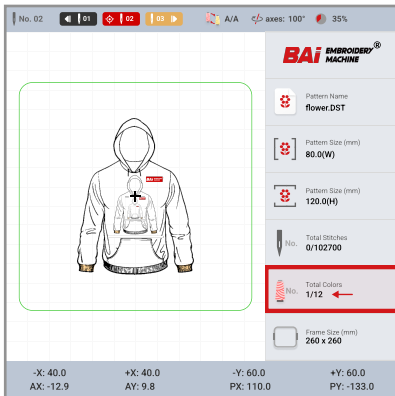 No. 02
01
02
03
A/A
axes: 100°
35%
BAi EMBROIDERY MACHINE®
Pattern Name
flower.DST
Pattern Size (mm)
80.0(W)
Pattern Size (mm)
120.0(H)
No.
Total Stitches
0/102700
No.
Total Colors
1/12
Frame Size (mm)
260 x 260
BAi
-X: 40.0
+X: 40.0
-Y: 60.0
+Y: 60.0
AX: -12.9
AY: 9.8
PX: 110.0
PY: -133.0